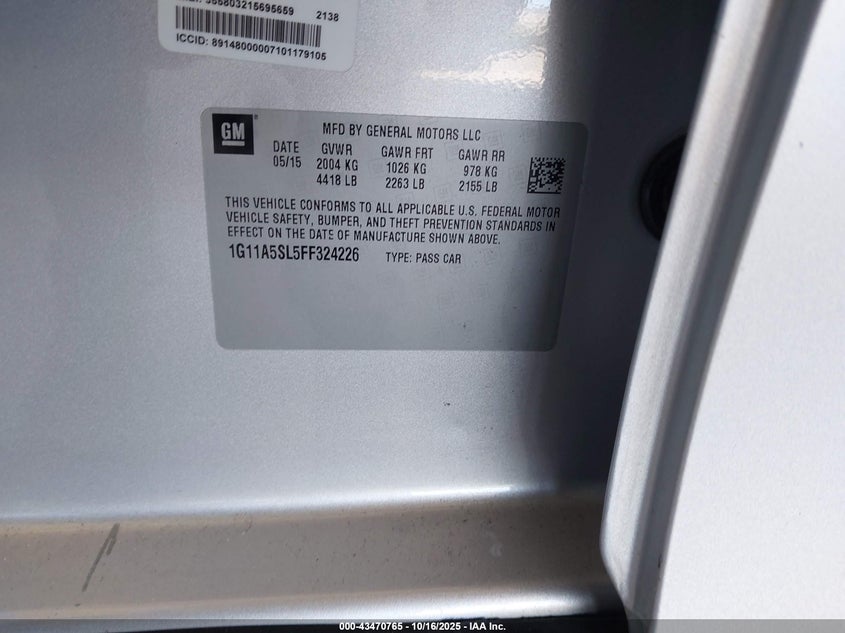 355803215695659 2138
ICCID: 89148000007101179105
GM
MFD BY GENERAL MOTORS LLC
DATE GVWR GAWR FRT GAWR RR
05/15 2004 KG 1026 KG 978 KG
4418 LB 2263 LB 2155 LB
THIS VEHICLE CONFORMS TO ALL APPLICABLE U.S. FEDERAL MOTOR
VEHICLE SAFETY, BUMPER, AND THEFT PREVENTION STANDARDS IN
EFFECT ON THE DATE OF MANUFACTURE SHOWN ABOVE.
1G11A5SL5FF324226 TYPE: PASS CAR
000-43470765 - 10/16/2025 - IAA Inc.